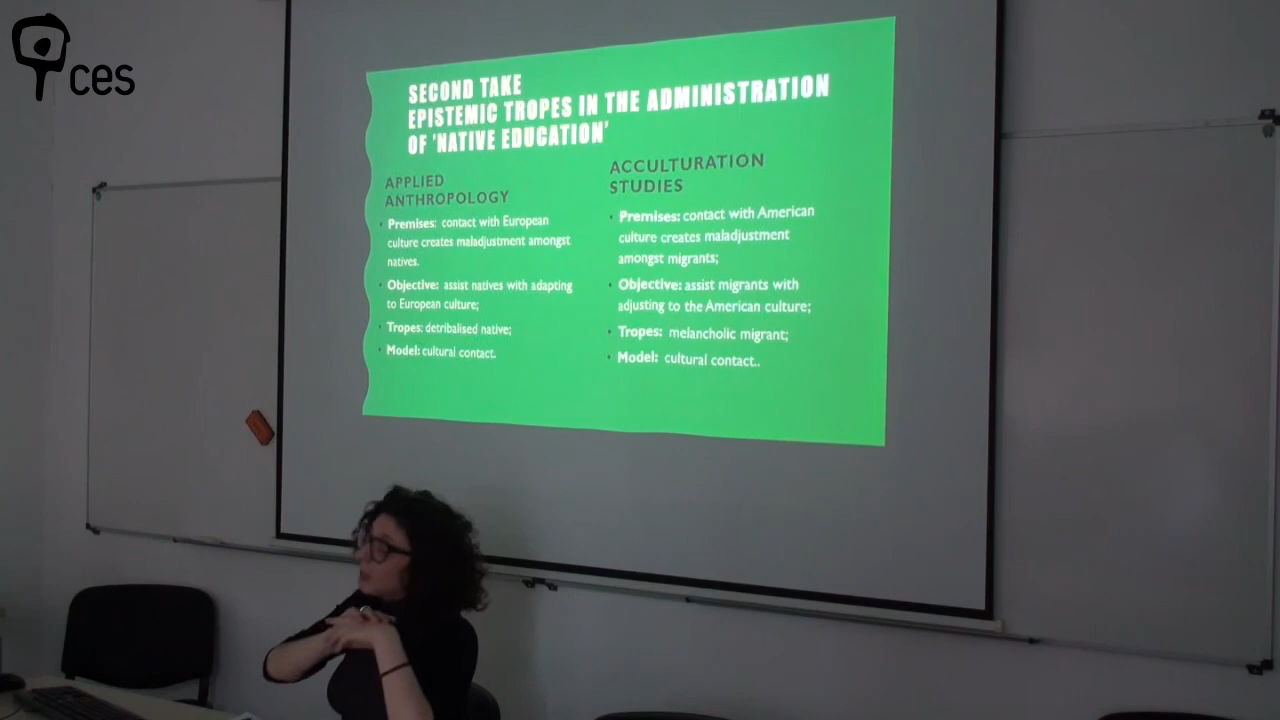 ces
SECOND TAKE
EPISTEMIC TROPES IN THE ADMINISTRATION
OF 'NATIVE EDUCATION'
APPLIED
ANTHROPOLOGY
• Premises: contact with European
culture creates maladjustment amongst
natives.
• Objective: assist natives with adapting
to European culture;
• Tropes: detribalised native;
• Model: cultural contact.
ACCULTURATION
STUDIES
• Premises: contact with American
culture creates maladjustment
amongst migrants;
• Objective: assist migrants with
adjusting to the American culture;
• Tropes: melancholic migrant;
• Model: cultural contact..